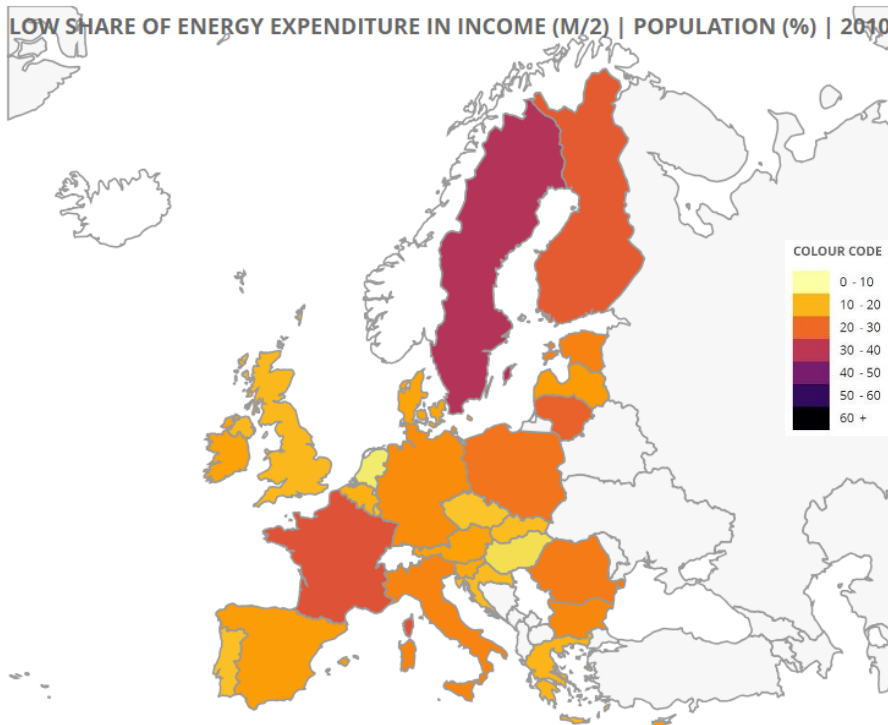 LOW SHARE OF ENERGY EXPENDITURE IN INCOME (M/2) | POPULATION (%) | 2010
COLOUR CODE
0 - 10
10 - 20
20 - 30
30 - 40
40 - 50
50 - 60
60 +